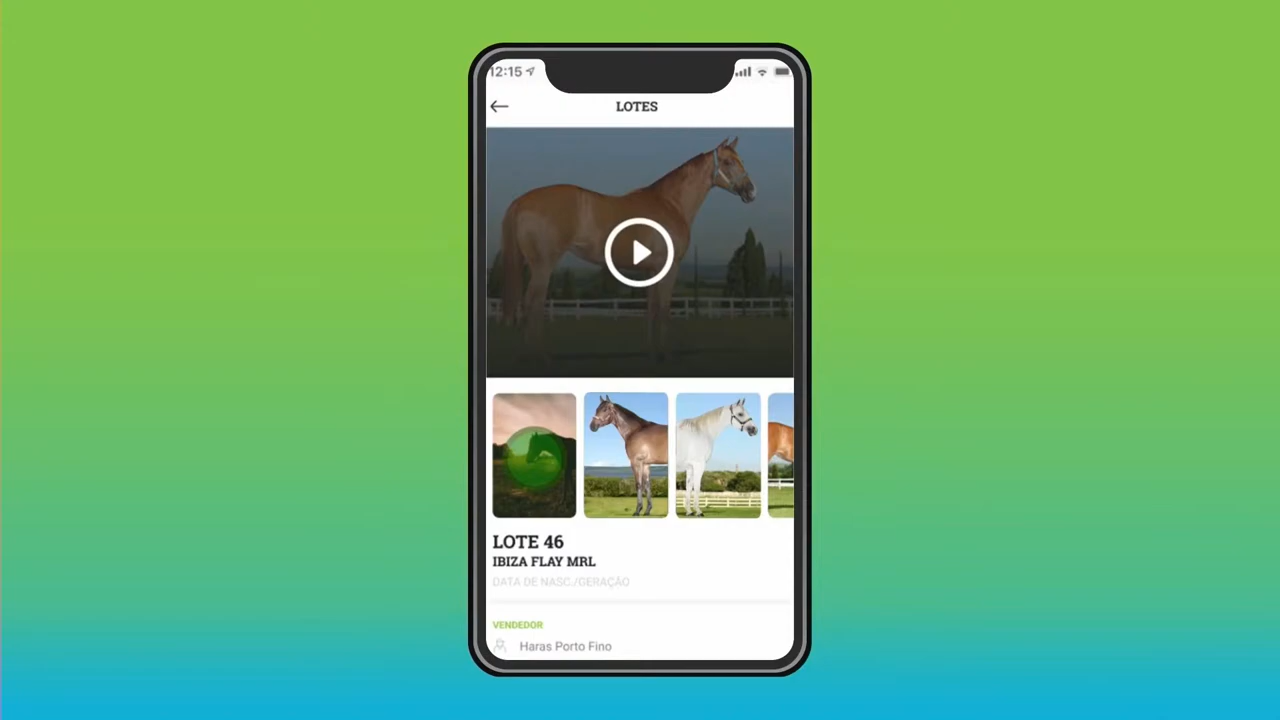 12:15
LOTES
LOTE 46
IBIZA FLAY MRL
DATA DE NASC./GERAÇÃO
VENDEDOR
Haras Porto Fino